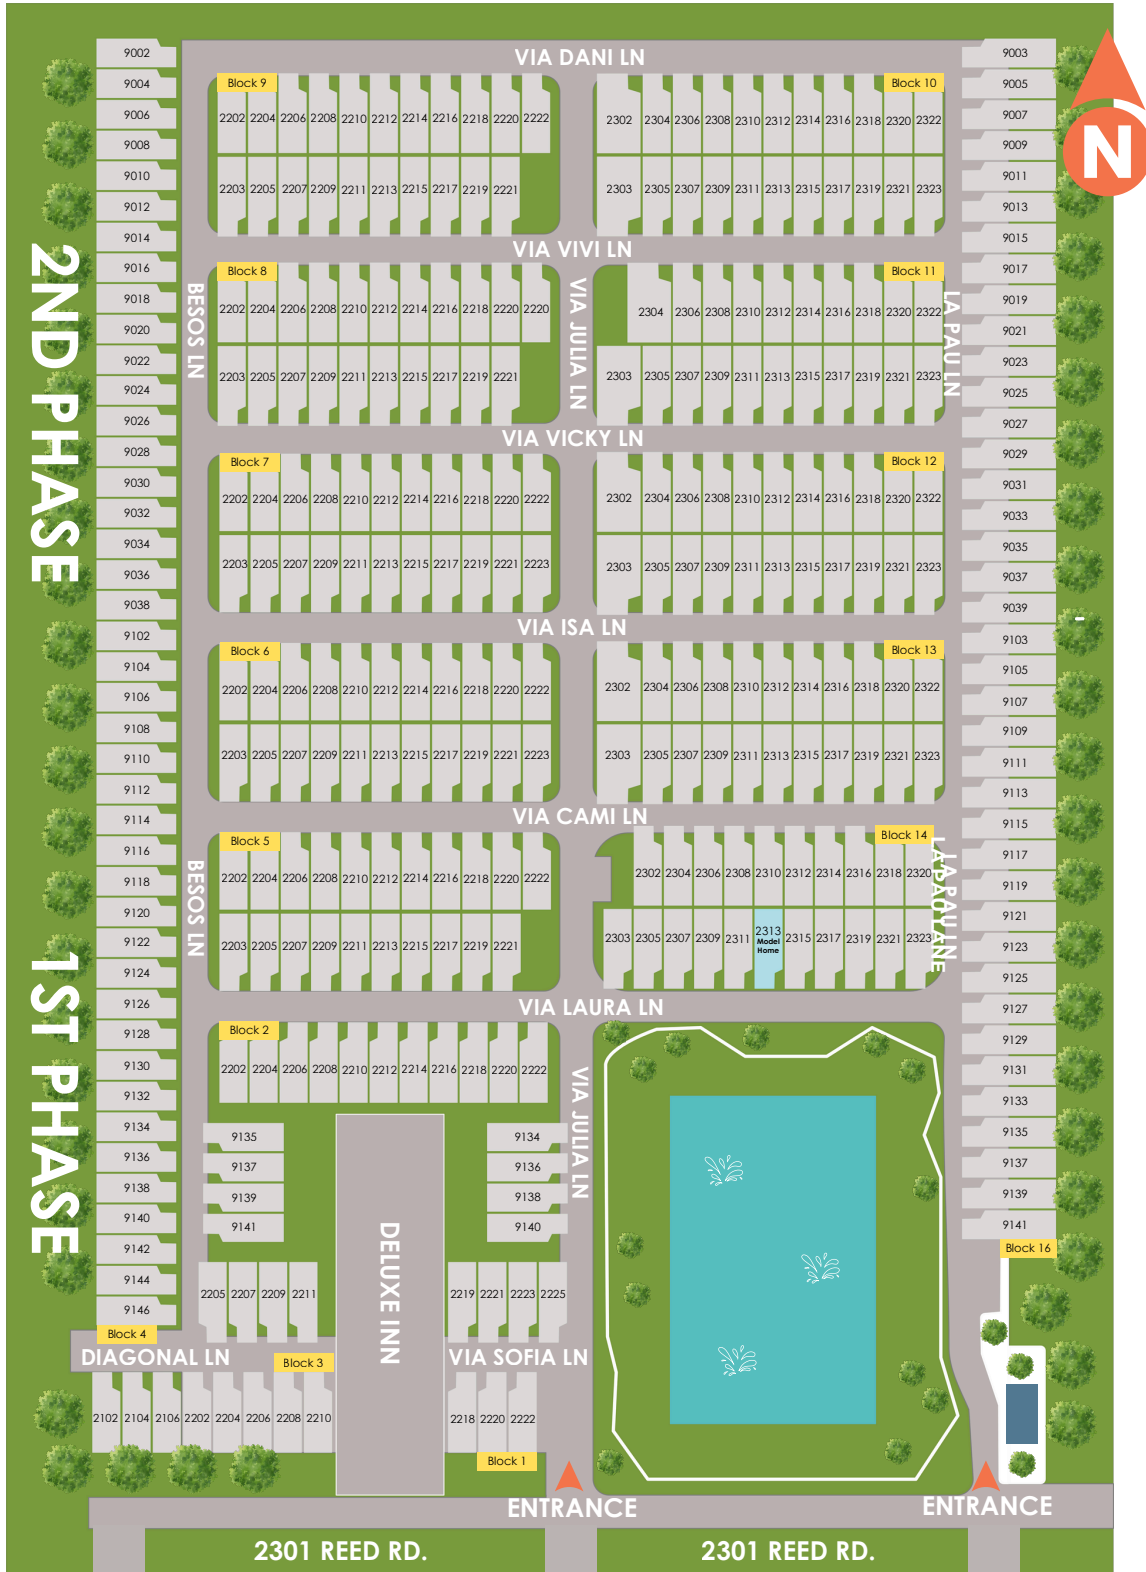 VIA DANI LN
N
2ND PHASE
1ST PHASE
9002
9004
9006
9008
9010
9012
9014
9016
9018
9020
9022
9024
9026
9028
9030
9032
9034
9036
9038
9102
9104
9106
9108
9110
9112
9114
9116
9118
9120
9122
9124
9126
9128
9130
9132
9134
9136
9138
9140
9142
9144
9146
Block 4
BESOS LN
BESOS LN
Block 9
2202 2204 2206 2208 2210 2212 2214 2216 2218 2220 2222
2203 2205 2207 2209 2211 2213 2215 2217 2219 2221
Block 10
2302 2304 2306 2308 2310 2312 2314 2316 2318 2320 2322
2303 2305 2307 2309 2311 2313 2315 2317 2319 2321 2323
VIA VIVI LN
Block 8
2202 2204 2206 2208 2210 2212 2214 2216 2218 2220 2220
2203 2205 2207 2209 2211 2213 2215 2217 2219 2221
VIA JULIA LN
Block 11
2304 2306 2308 2310 2312 2314 2316 2318 2320 2322
2303 2305 2307 2309 2311 2313 2315 2317 2319 2321 2323
LA PAU LN
VIA VICKY LN
Block 7
2202 2204 2206 2208 2210 2212 2214 2216 2218 2220 2222
2203 2205 2207 2209 2211 2213 2215 2217 2219 2221 2223
Block 12
2302 2304 2306 2308 2310 2312 2314 2316 2318 2320 2322
2303 2305 2307 2309 2311 2313 2315 2317 2319 2321 2323
VIA ISA LN
Block 6
2202 2204 2206 2208 2210 2212 2214 2216 2218 2220 2222
2203 2205 2207 2209 2211 2213 2215 2217 2219 2221 2223
Block 13
2302 2304 2306 2308 2310 2312 2314 2316 2318 2320 2322
2303 2305 2307 2309 2311 2313 2315 2317 2319 2321 2323
VIA CAMI LN
Block 5
2202 2204 2206 2208 2210 2212 2214 2216 2218 2220 2222
2203 2205 2207 2209 2211 2213 2215 2217 2219 2221
Block 14
2302 2304 2306 2308 2310 2312 2314 2316 2318 2320
2303 2305 2307 2309 2311 2313 2315 2317 2319 2321 2323
Model
Home
LA PAU LN
LA PAU LANE
VIA LAURA LN
Block 2
2202 2204 2206 2208 2210 2212 2214 2216 2218 2220 2222
9135
9137
9139
9141
9134
9136
9138
9140
VIA JULIA LN
DELUXE INN
2205 2207 2209 2211
2219 2221 2223 2225
DIAGONAL LN
Block 3
VIA SOFIA LN
2102 2104 2106 2202 2204 2206 2208 2210
2218 2220 2222
Block 1
9003
9005
9007
9009
9011
9013
9015
9017
9019
9021
9023
9025
9027
9029
9031
9033
9035
9037
9039
9103
9105
9107
9109
9111
9113
9115
9117
9119
9121
9123
9125
9127
9129
9131
9133
9135
9137
9139
9141
Block 16
ENTRANCE
ENTRANCE
2301 REED RD.
2301 REED RD.